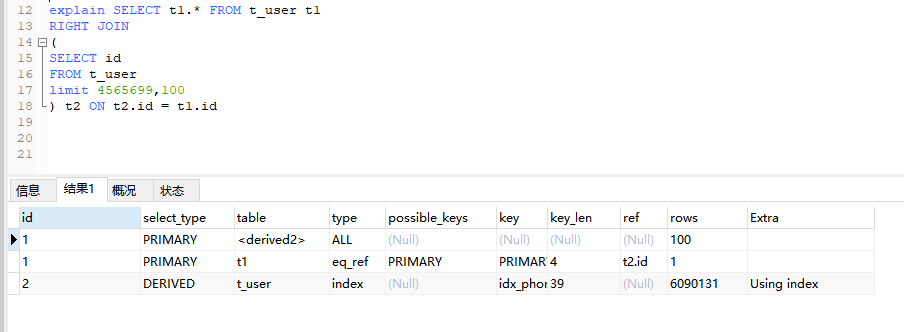 12 explain SELECT t1.* FROM t_user t1
13 RIGHT JOIN
14 (
15 SELECT id
16 FROM t_user
17 limit 4565699,100
18 ) t2 ON t2.id = t1.id
19
20
21
信息 结果1 概况 状态
id select_type table type possible_keys key key_len ref rows Extra
1 PRIMARY <derived2> ALL (Null) (Null) (Null) (Null) 100
1 PRIMARY t1 eq_ref PRIMARY PRIMAR 4 t2.id 1
2 DERIVED t_user index (Null) idx_phor 39 (Null) 6090131 Using index